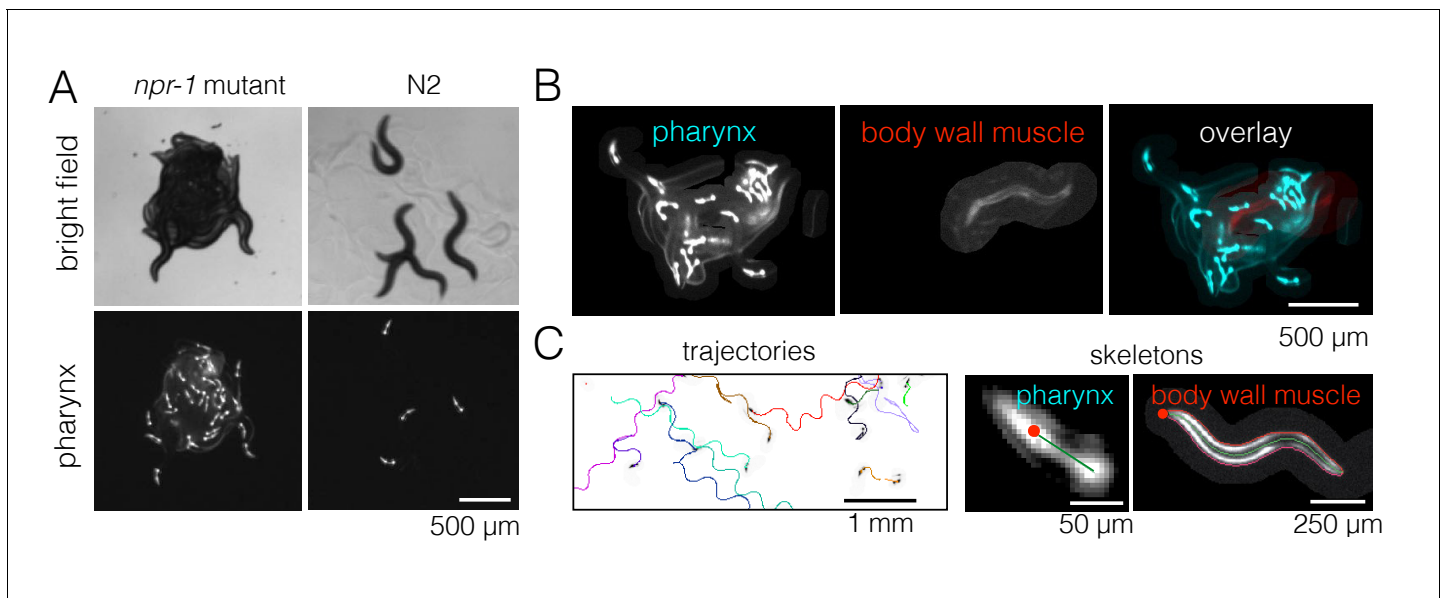 A
npr-1 mutant
N2
bright field
pharynx
500 µm
B
pharynx
body wall muscle
overlay
500 µm
C
trajectories
1 mm
skeletons
pharynx
50 µm
body wall muscle
250 µm